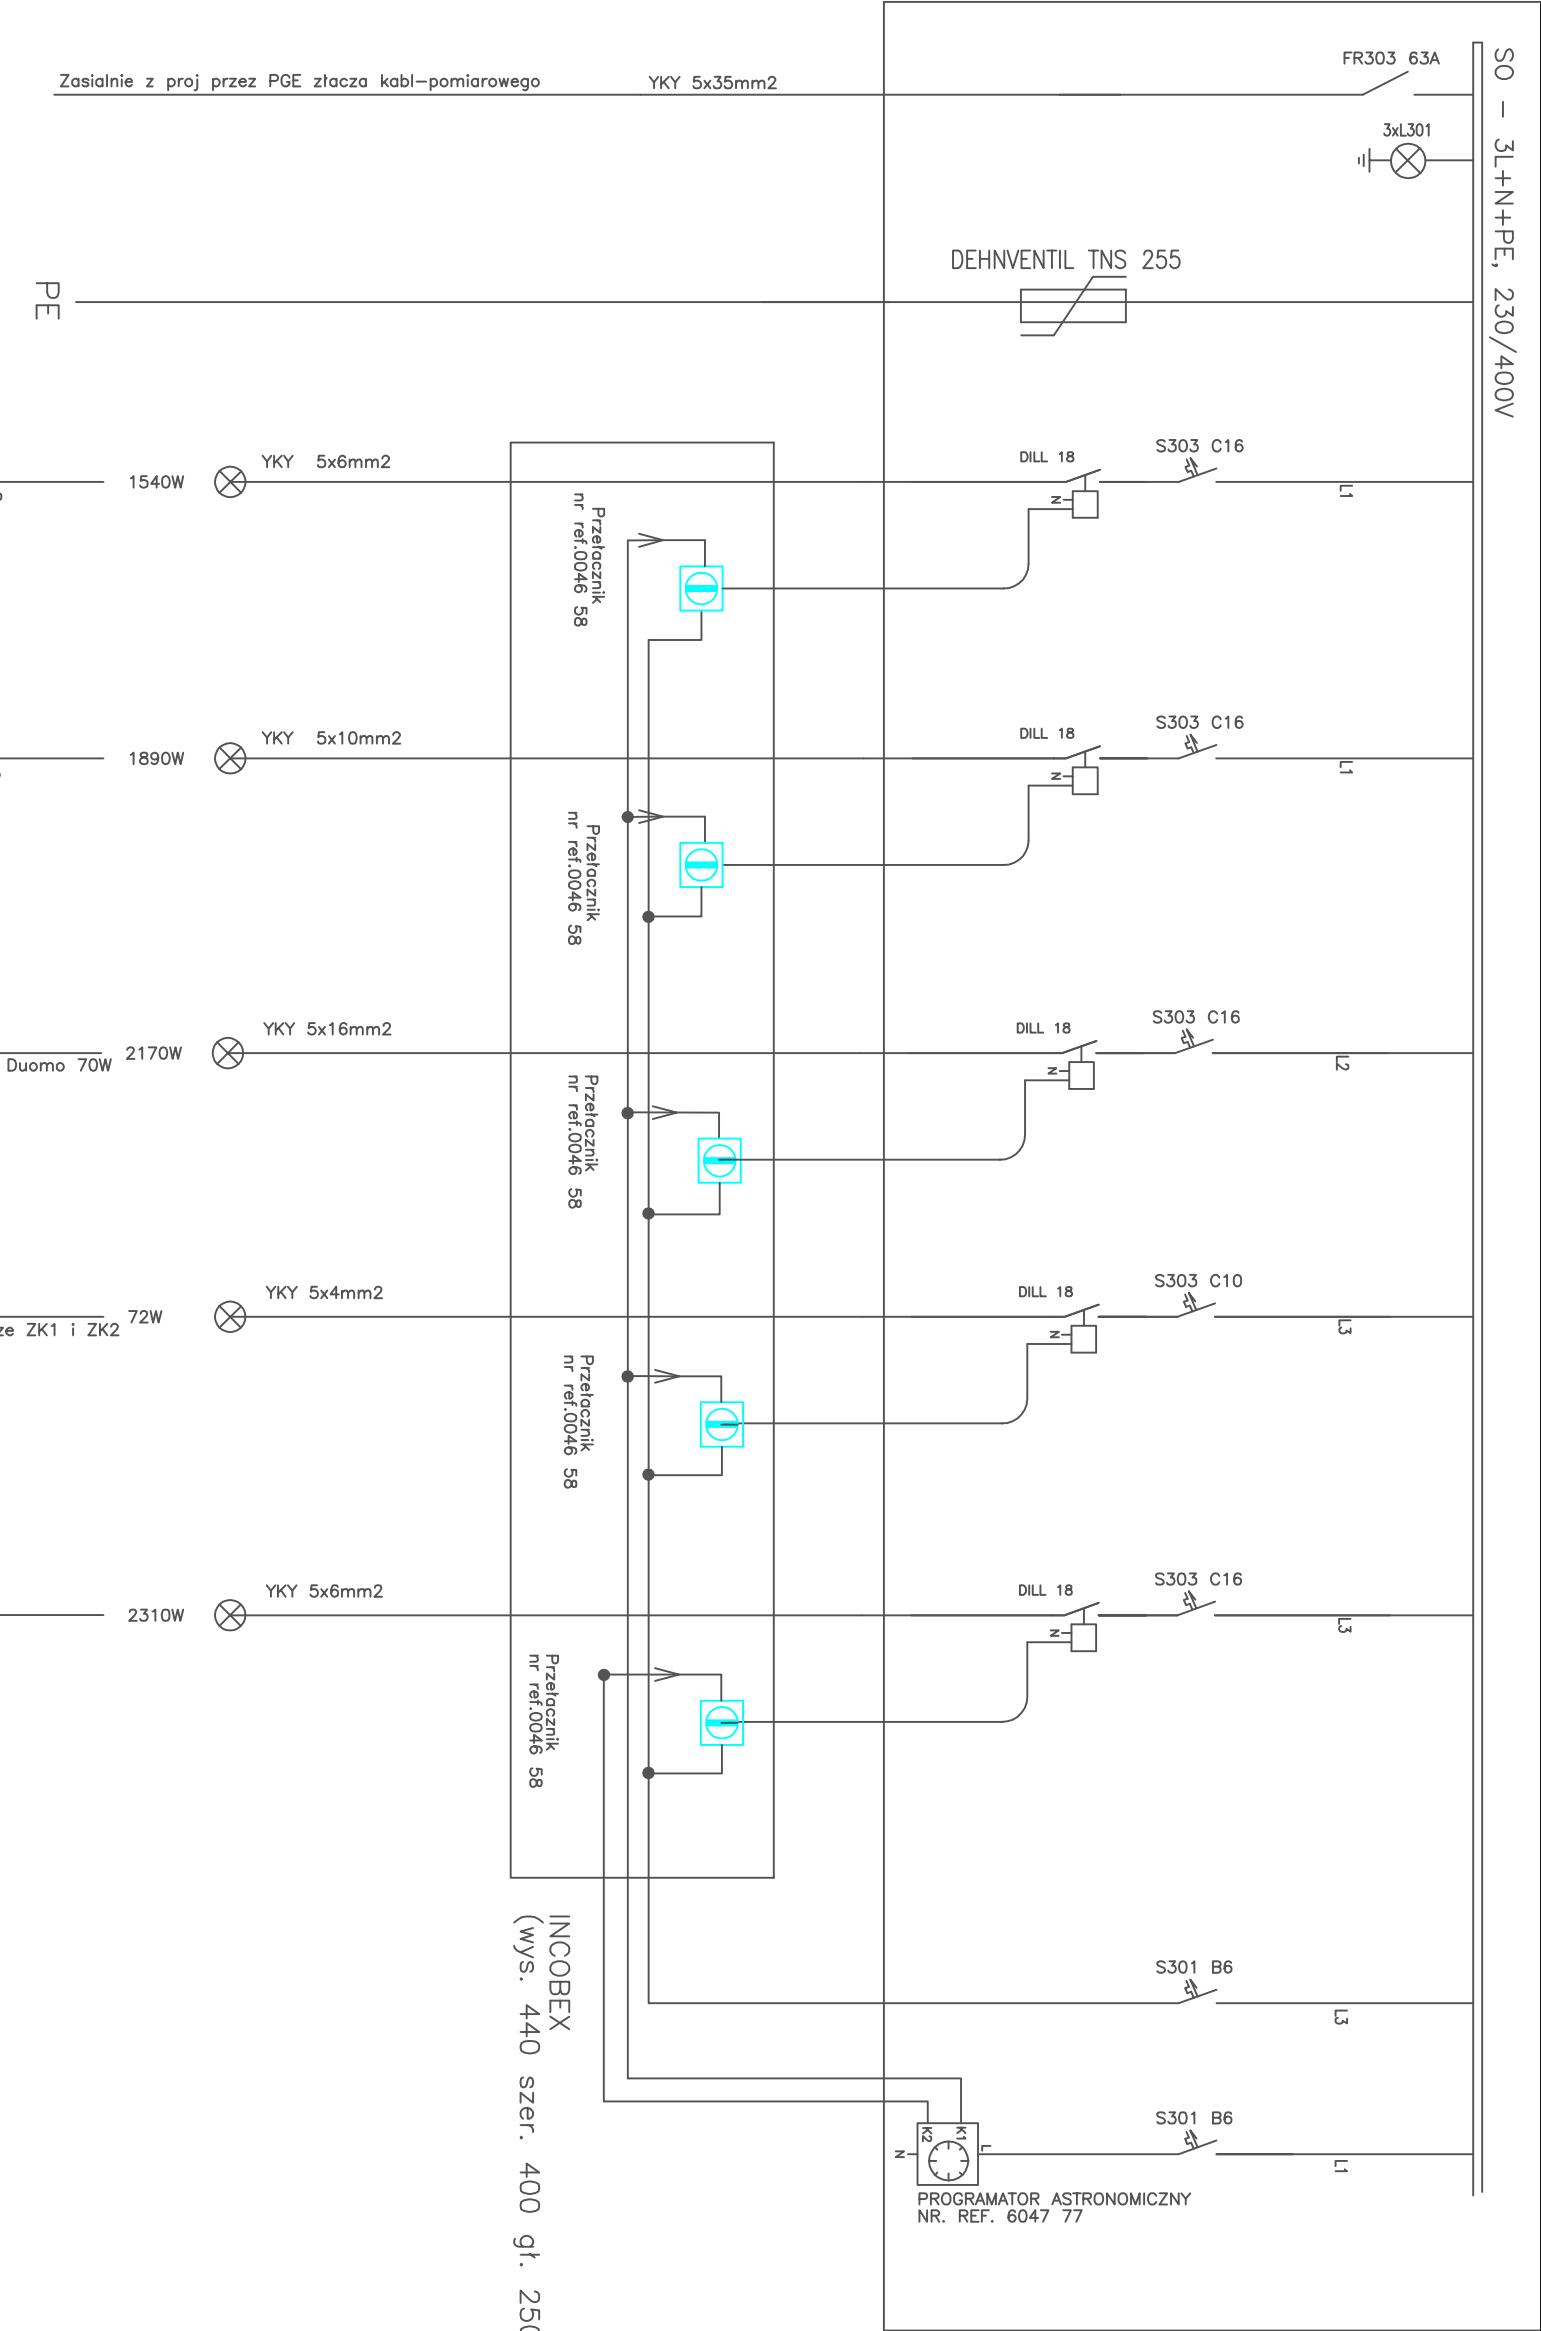 FR303 63A
Zasialnie z proj przez PGE złacza kabl-pomiarowego
YKY 5x35mm2
SO - 3L+N+PE, 230/400V
3xL301
DEHNVENTIL TNS 255
PE
S303 C16
DILL 18
YKY 5x6mm2
1540W
L1
N
Przełacznik
nr ref.0046 58
S303 C16
DILL 18
YKY 5x10mm2
1890W
L1
N
Przełacznik
nr ref.0046 58
S303 C16
DILL 18
YKY 5x16mm2
2170W
Duomo 70W
L2
N
Przełacznik
nr ref.0046 58
S303 C10
DILL 18
YKY 5x4mm2
72W
ze ZK1 i ZK2
L3
N
Przełacznik
nr ref.0046 58
S303 C16
DILL 18
YKY 5x6mm2
2310W
L3
N
Przełacznik
nr ref.0046 58
INCOBEX
(wys. 440 szer. 400 gł. 250
S301 B6
L3
S301 B6
L1
K2
K1
L
N
PROGRAMATOR ASTRONOMICZNY
NR. REF. 6047 77